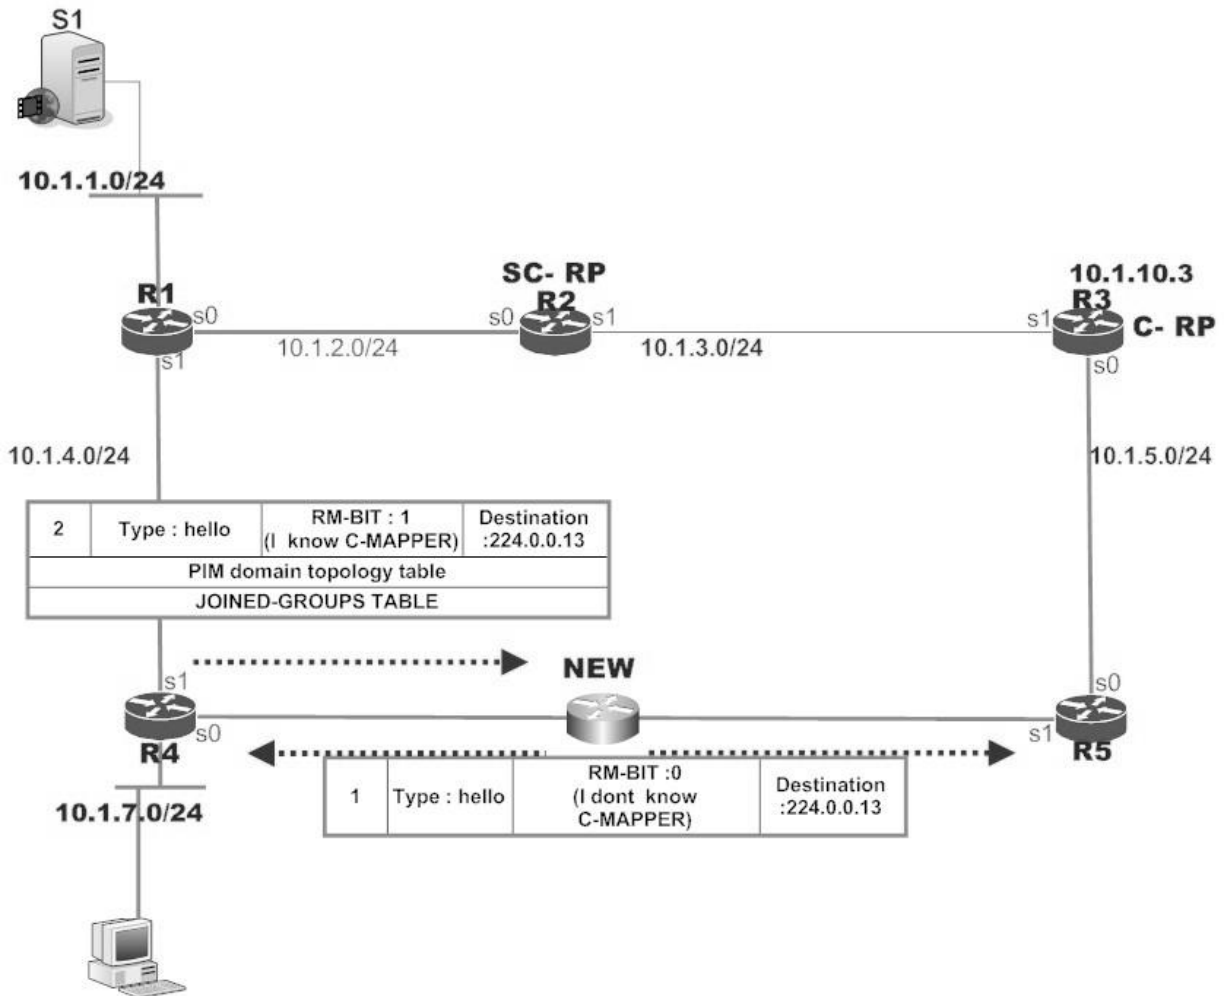 S1
10.1.1.0/24
SC- RP
10.1.10.3
R1
R2
R3
s0
s0
s1
s1
C- RP
s1
10.1.2.0/24
10.1.3.0/24
s0
10.1.4.0/24
10.1.5.0/24
2
Type : hello
RM-BIT : 1
(I know C-MAPPER)
Destination
:224.0.0.13
PIM domain topology table
JOINED-GROUPS TABLE
NEW
s1
s0
s0
s1
R4
R5
10.1.7.0/24
1
Type : hello
RM-BIT :0
(I dont know
C-MAPPER)
Destination
:224.0.0.13